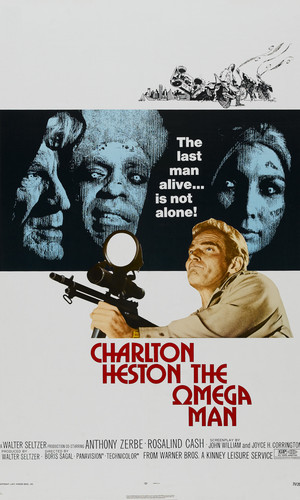 The
last
man
alive...
is not
alone!
CHARLTON
HESTON THE
ΩMEGA
MAN
A WALTER SELTZER PRODUCTION CO-STARRING ANTHONY ZERBE · ROSALIND CASH · SCREENPLAY BY JOHN WILLIAM and JOYCE H. CORRINGTON
PRODUCED BY WALTER SELTZER · DIRECTED BY BORIS SAGAL · PANAVISION® · TECHNICOLOR® FROM WARNER BROS. A KINNEY LEISURE SERVICE